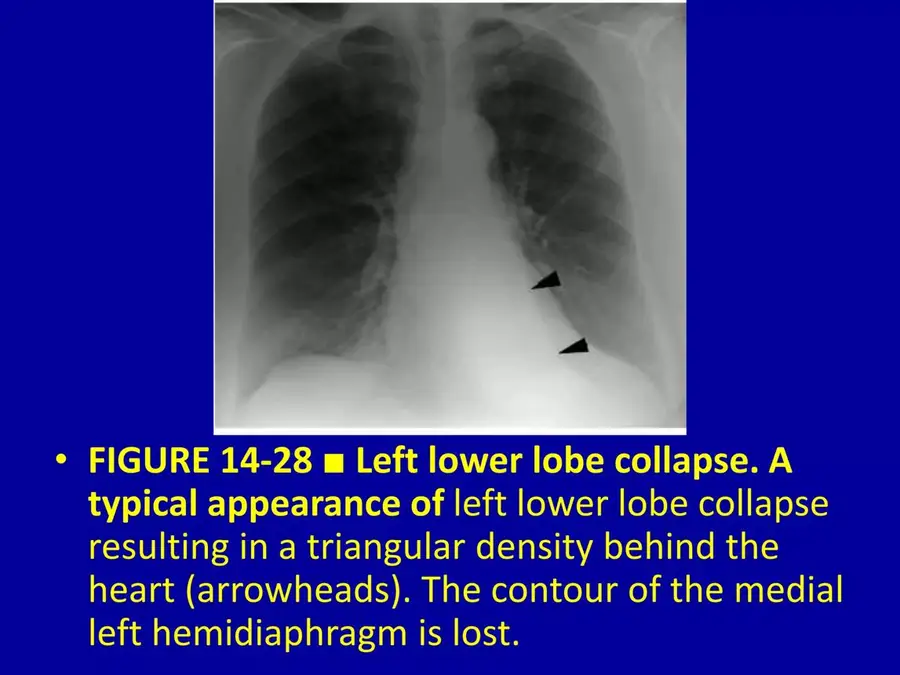 • FIGURE 14-28 ■ Left lower lobe collapse. A
typical appearance of left lower lobe collapse
resulting in a triangular density behind the
heart (arrowheads). The contour of the medial
left hemidiaphragm is lost.